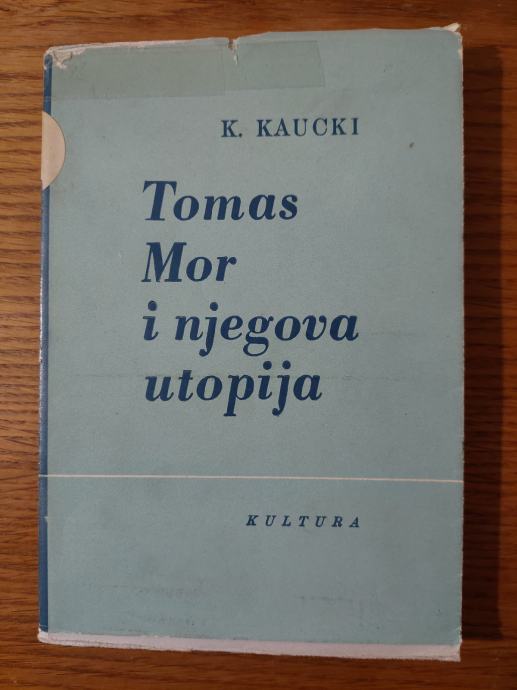 K. KAUCKI
Tomas
Mor
i njegova
utopija
KULTURA